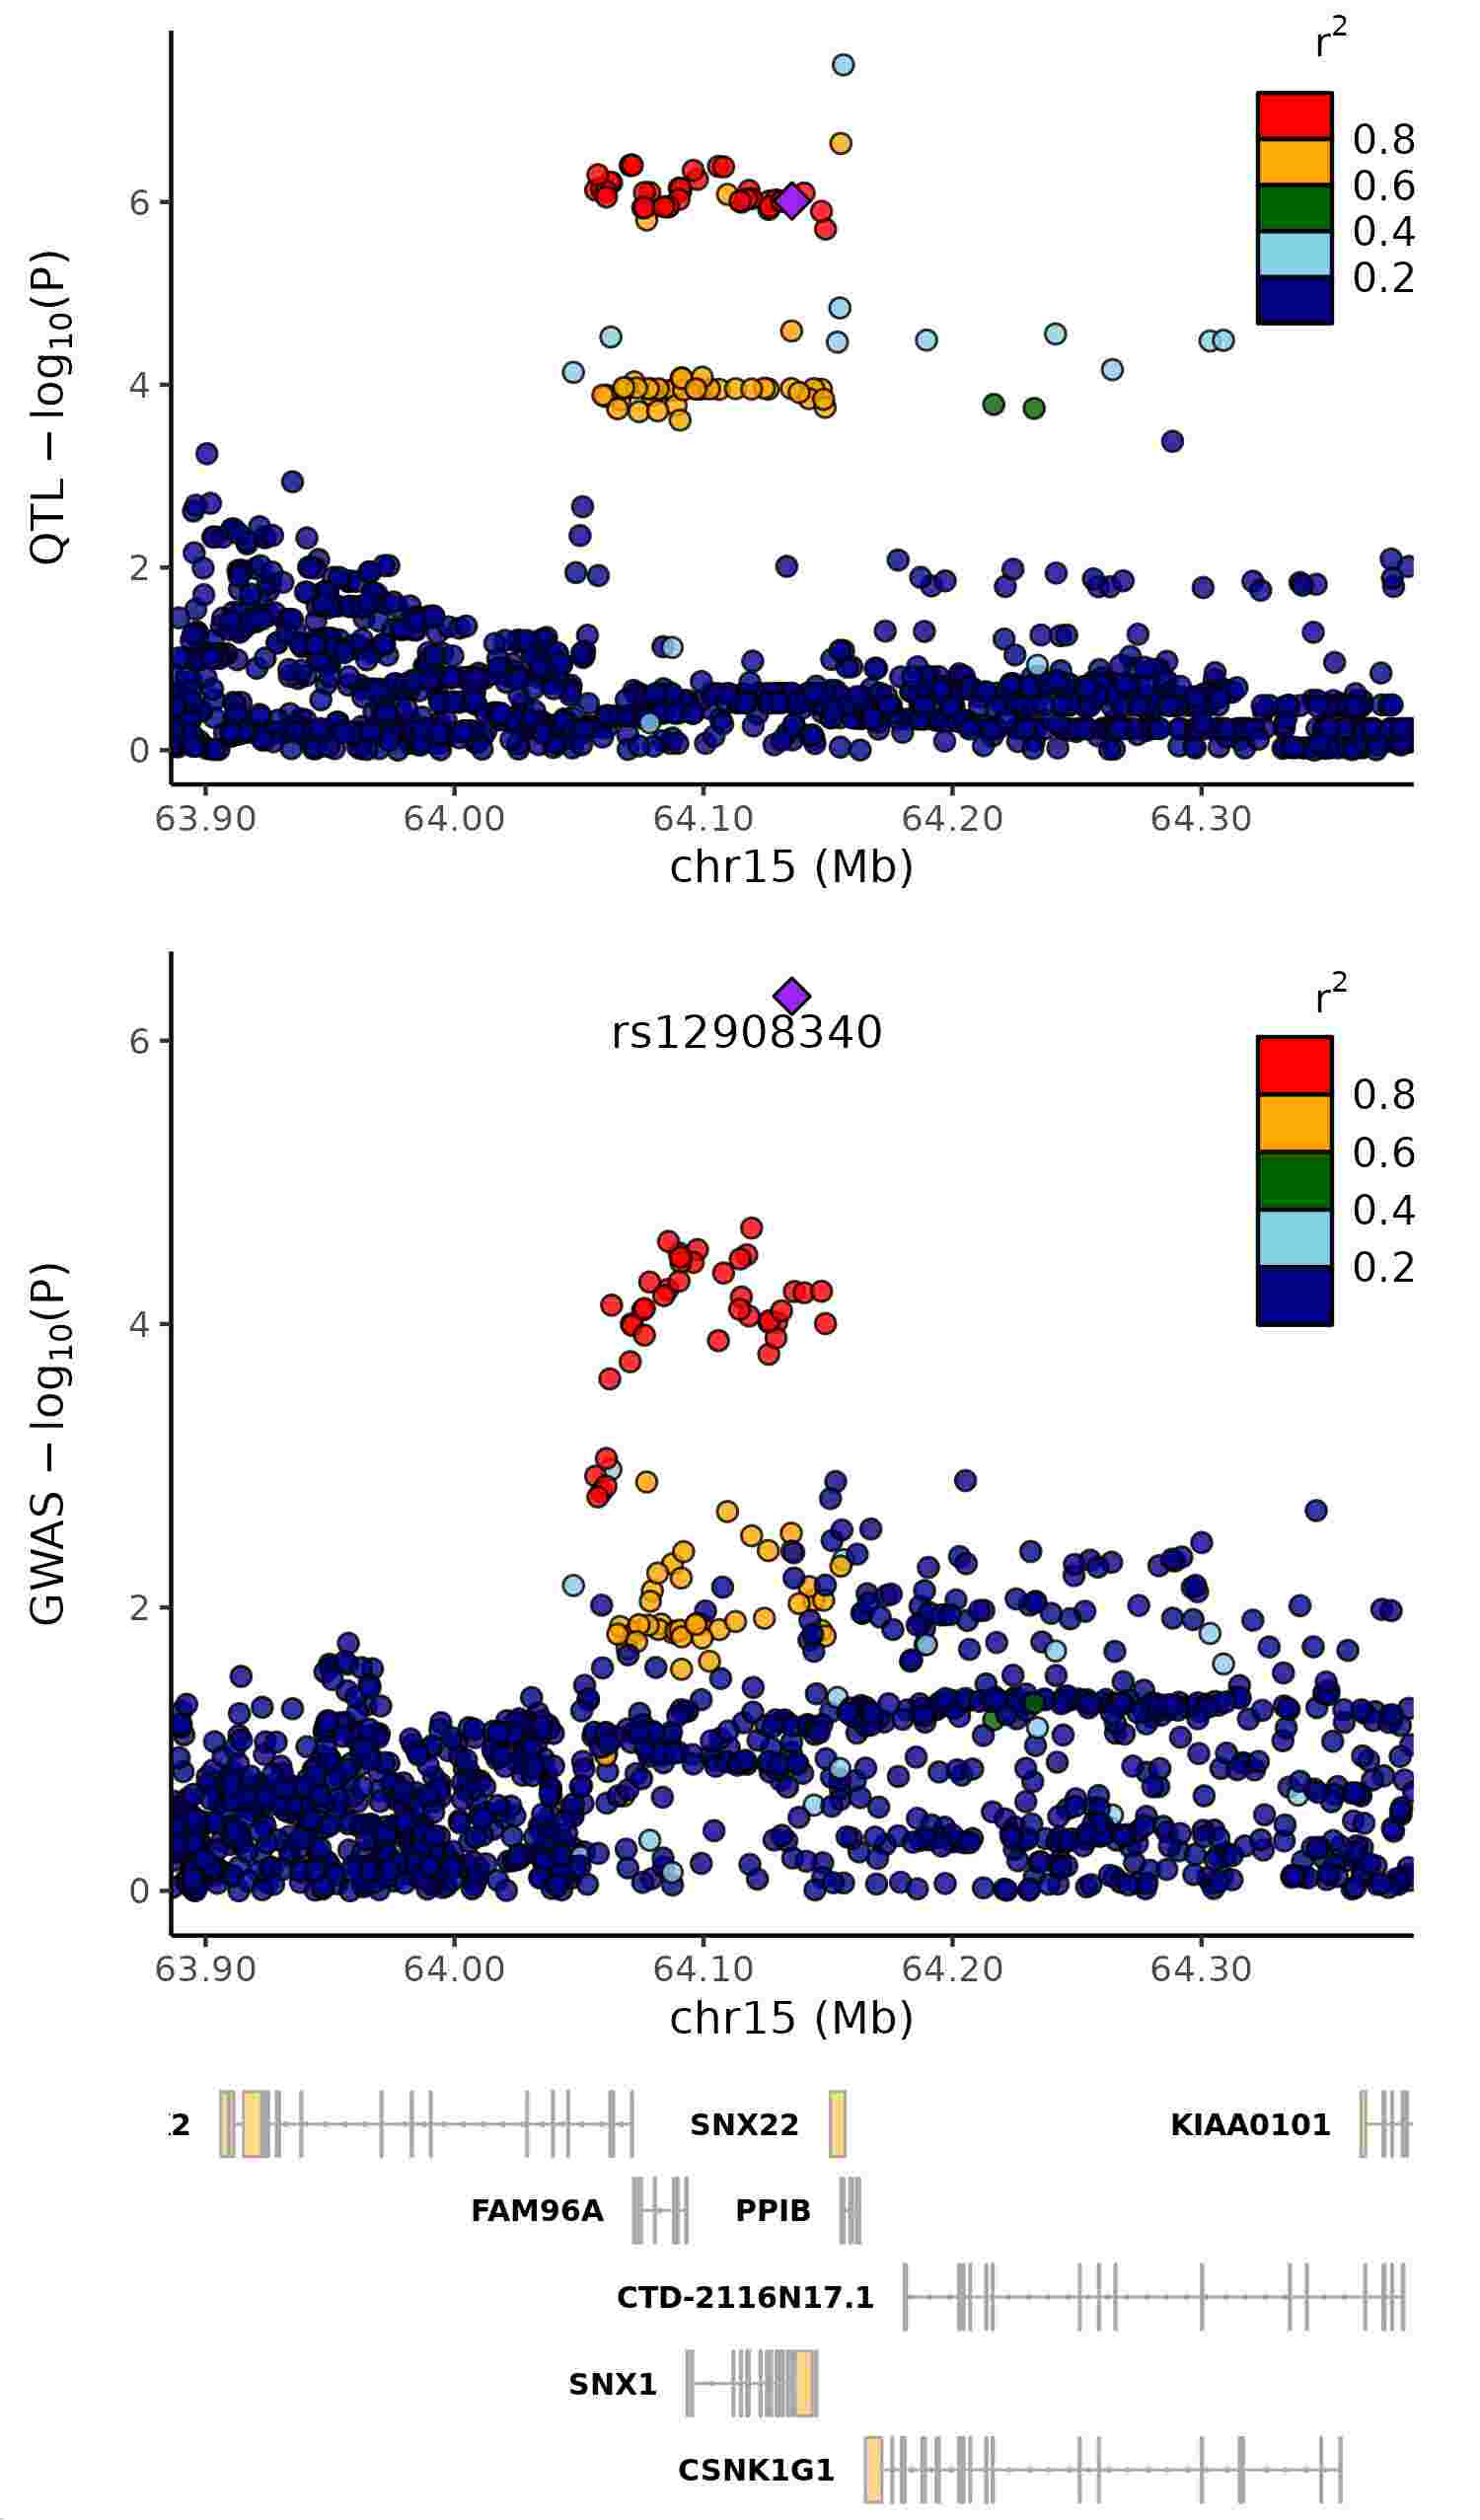 r2
0.8
0.6
0.4
0.2
QTL − log10(P)
6
4
2
0
63.90 64.00 64.10 64.20 64.30
chr15 (Mb)
rs12908340
r2
0.8
0.6
0.4
0.2
GWAS − log10(P)
6
4
2
0
63.90 64.00 64.10 64.20 64.30
chr15 (Mb)
2 SNX22 KIAA0101
FAM96A PPIB
CTD-2116N17.1
SNX1
CSNK1G1